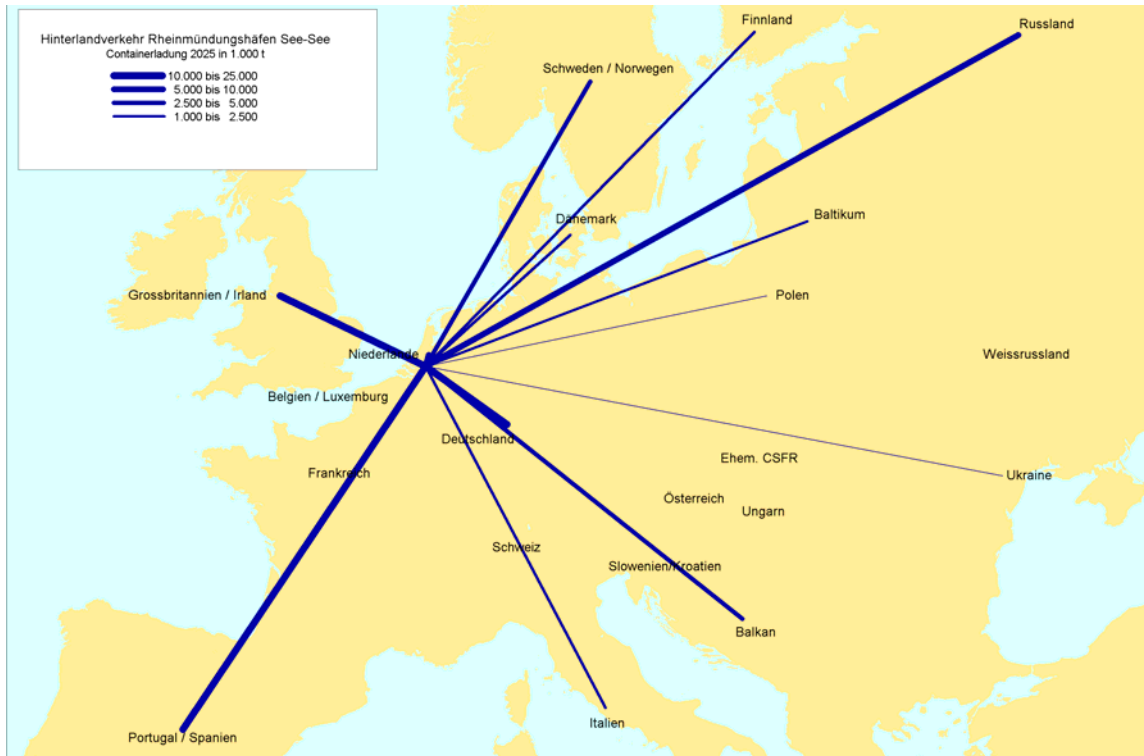 Hinterlandverkehr Rheinmündungshäfen See-See
Containerladung 2025 in 1.000 t
10.000 bis 25.000
5.000 bis 10.000
2.500 bis 5.000
1.000 bis 2.500
Finnland
Russland
Schweden / Norwegen
Dänemark
Baltikum
Grossbritannien / Irland
Polen
Niederlande
Weissrussland
Belgien / Luxemburg
Deutschland
Ehem. CSFR
Frankreich
Ukraine
Österreich
Ungarn
Schweiz
Slowenien/Kroatien
Balkan
Italien
Portugal / Spanien